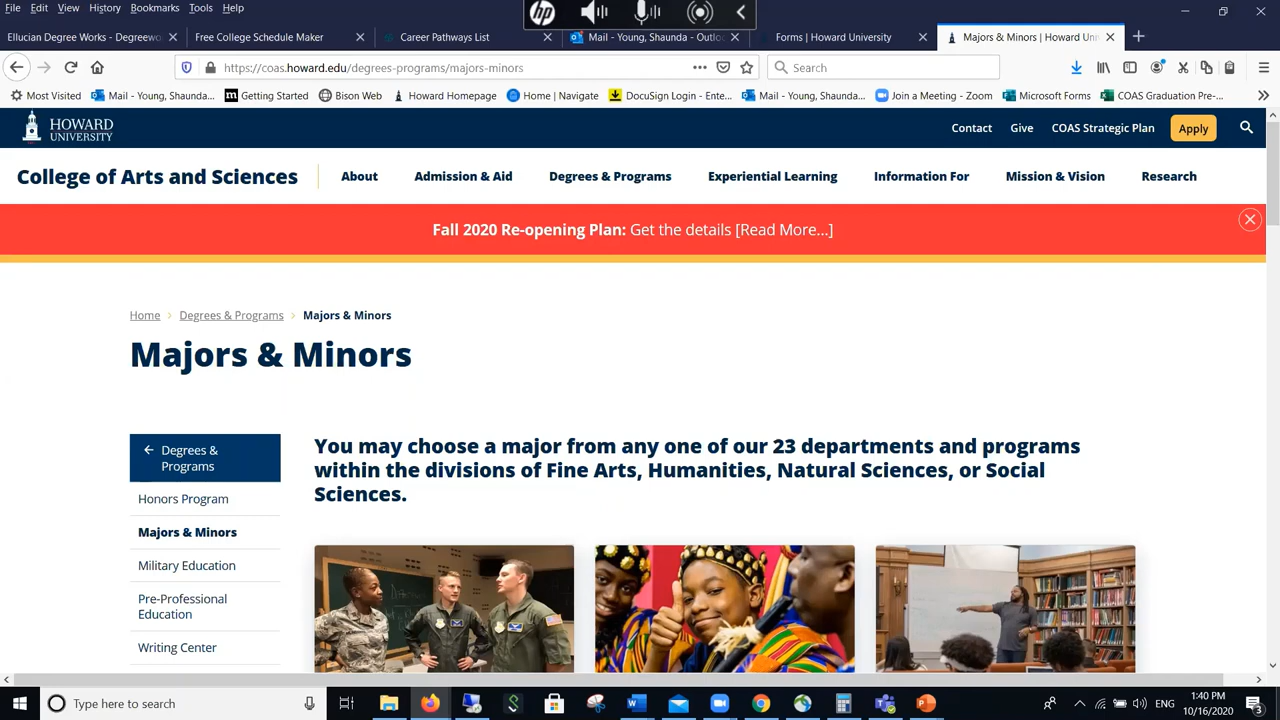 File Edit View History Bookmarks Tools Help
hp
Ellucian Degree Works - Degreewo
Free College Schedule Maker
Career Pathways List
Mail - Young, Shaunda - Outlook
Forms | Howard University
Majors & Minors | Howard Uni
https://coas.howard.edu/degrees-programs/majors-minors
Search
Most Visited
Mail - Young, Shaunda...
Getting Started
Bison Web
Howard Homepage
Home | Navigate
DocuSign Login - Ente...
Mail - Young, Shaunda...
Join a Meeting - Zoom
Microsoft Forms
COAS Graduation Pre-...
HOWARD
UNIVERSITY
Contact Give COAS Strategic Plan Apply
College of Arts and Sciences
About Admission & Aid Degrees & Programs Experiential Learning Information For Mission & Vision Research
Fall 2020 Re-opening Plan: Get the details [Read More...]
Home Degrees & Programs Majors & Minors
Majors & Minors
Degrees &
Programs
Honors Program
Majors & Minors
Military Education
Pre-Professional
Education
Writing Center
You may choose a major from any one of our 23 departments and programs
within the divisions of Fine Arts, Humanities, Natural Sciences, or Social
Sciences.
Type here to search
ENG
1:40 PM
10/16/2020
3